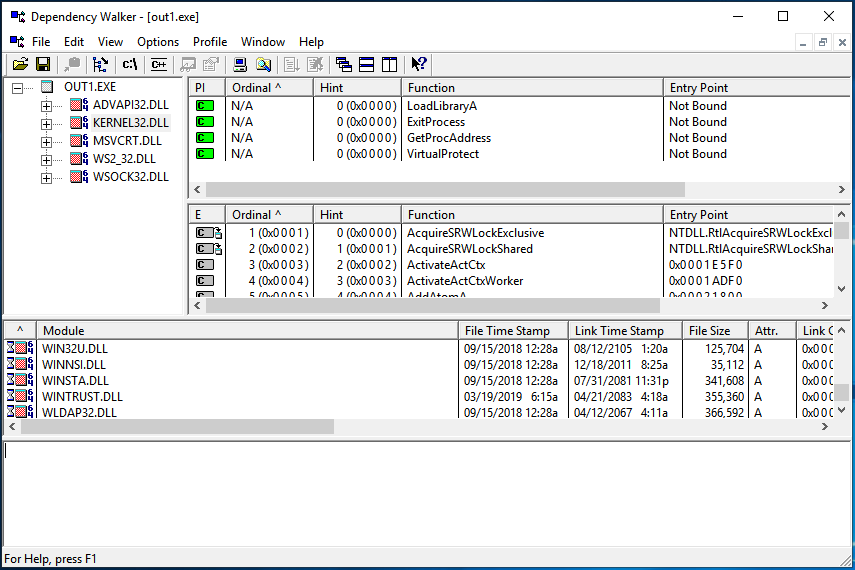 Dependency Walker - [out1.exe]
File Edit View Options Profile Window Help
c:\ C++
OUT1.EXE
ADVAPI32.DLL
KERNEL32.DLL
MSVCRT.DLL
WS2_32.DLL
WSOCK32.DLL
PI Ordinal ^ Hint Function Entry Point
C N/A 0 (0x0000) LoadLibraryA Not Bound
C N/A 0 (0x0000) ExitProcess Not Bound
C N/A 0 (0x0000) GetProcAddress Not Bound
C N/A 0 (0x0000) VirtualProtect Not Bound
E Ordinal ^ Hint Function Entry Point
C 1 (0x0001) 0 (0x0000) AcquireSRWLockExclusive NTDLL.RtlAcquireSRWLockExcl
C 2 (0x0002) 1 (0x0001) AcquireSRWLockShared NTDLL.RtlAcquireSRWLockShar
C 3 (0x0003) 2 (0x0002) ActivateActCtx 0x0001E5F0
C 4 (0x0004) 3 (0x0003) ActivateActCtxWorker 0x0001ADF0
C 5 (0x0005) 4 (0x0004) AddAtomA 0x00021800
^ Module File Time Stamp Link Time Stamp File Size Attr. Link C
64 WIN32U.DLL 09/15/2018 12:28a 08/12/2105 1:20a 125,704 A 0x000
64 WINNSI.DLL 09/15/2018 12:28a 12/18/2011 8:25a 35,112 A 0x000
64 WINSTA.DLL 09/15/2018 12:28a 07/31/2081 11:31p 341,608 A 0x000
64 WINTRUST.DLL 03/19/2019 6:15a 04/21/2083 4:18a 355,360 A 0x000
64 WLDAP32.DLL 09/15/2018 12:28a 04/12/2067 4:11a 366,592 A 0x000
For Help, press F1